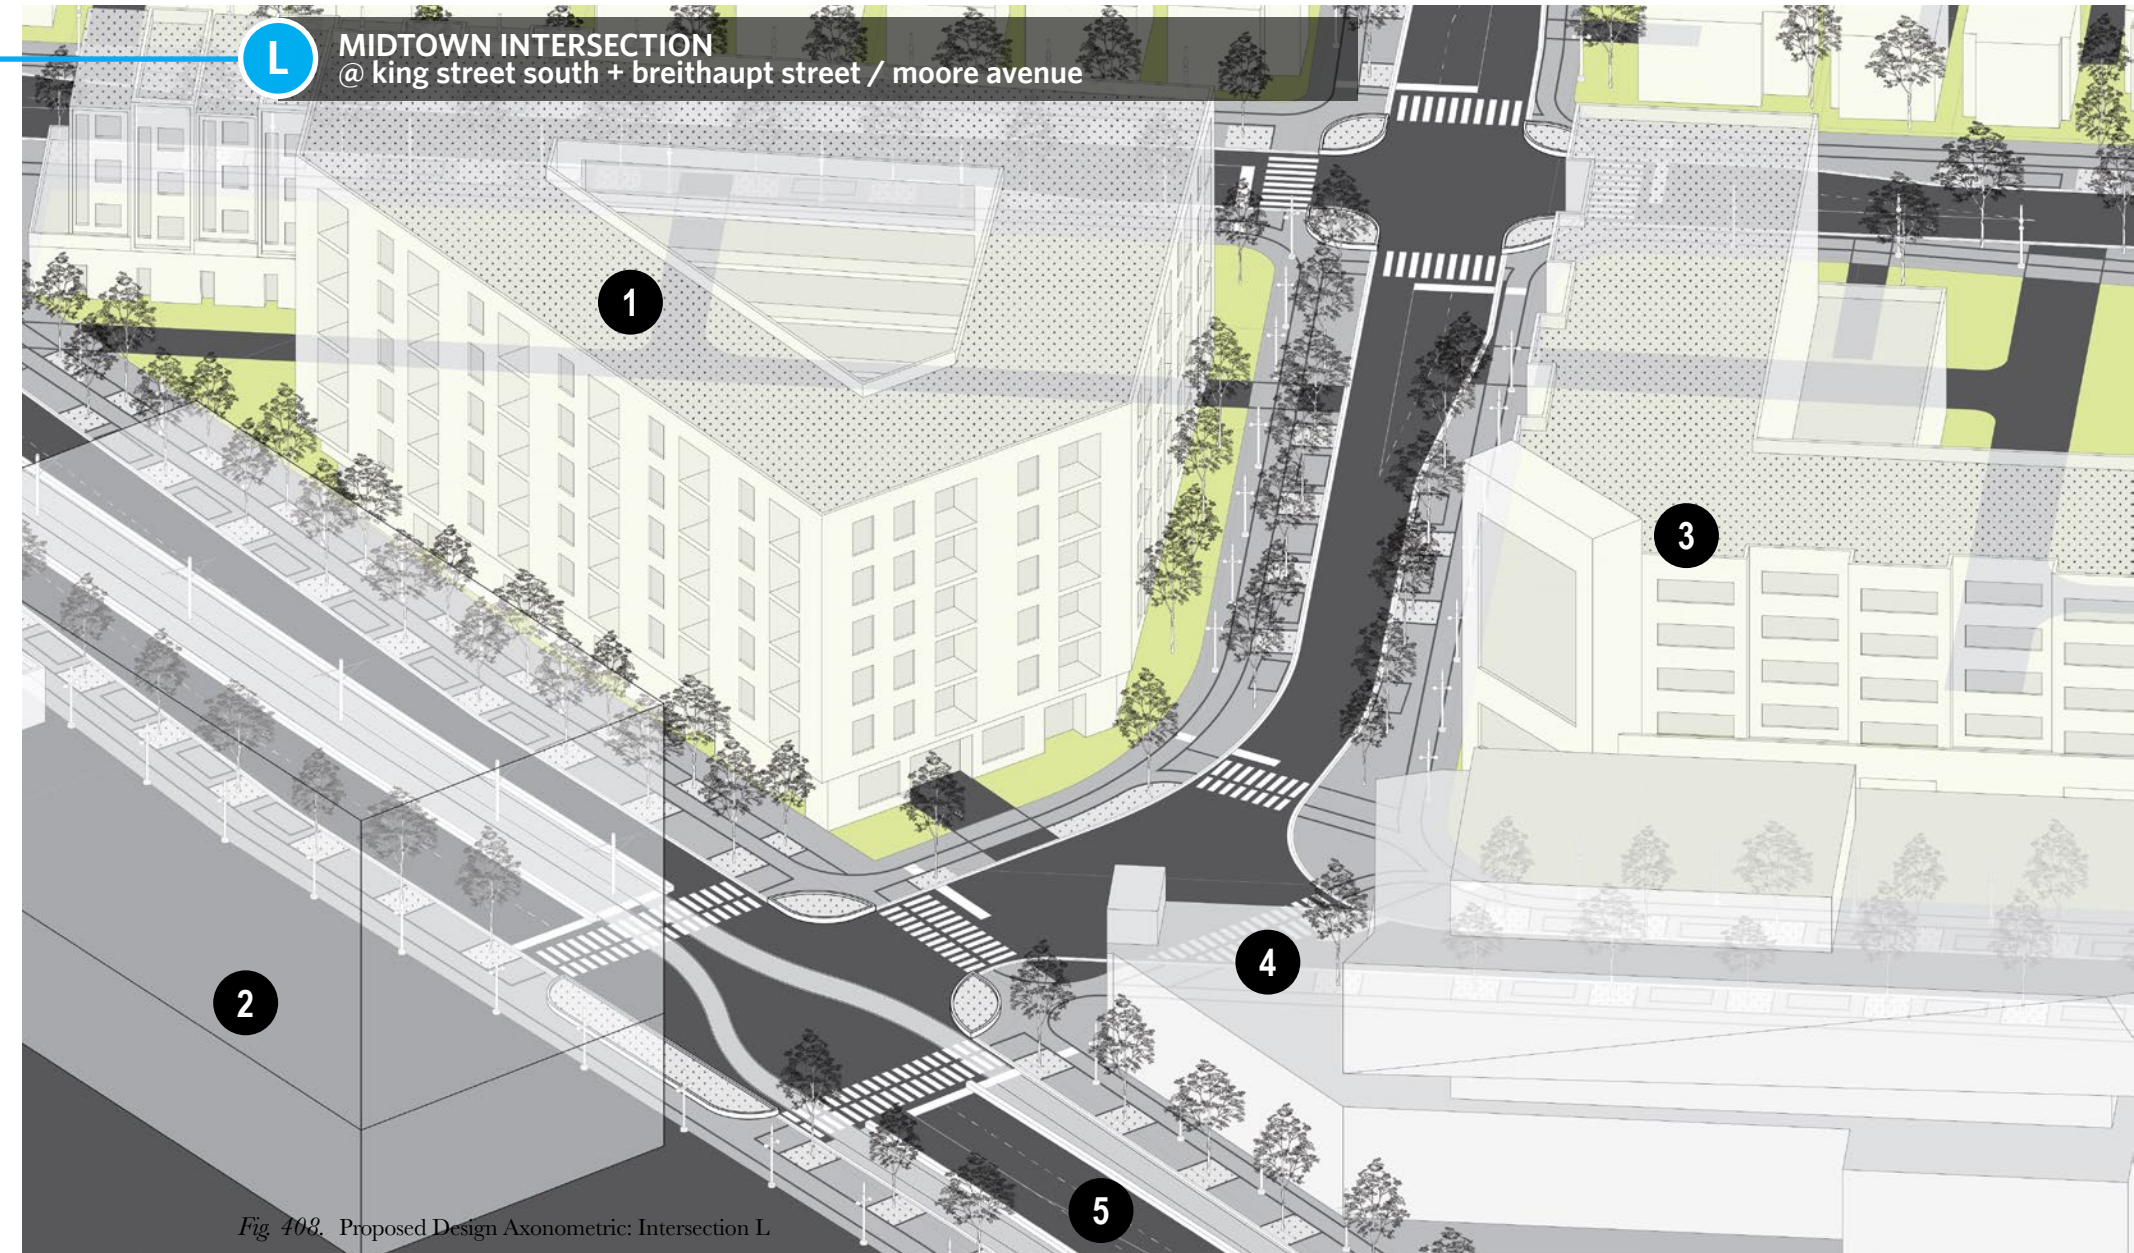 L
MIDTOWN INTERSECTION
@ king street south + breithaupt street / moore avenue
1
3
4
2
5
Fig. 408. Proposed Design Axonometric: Intersection L